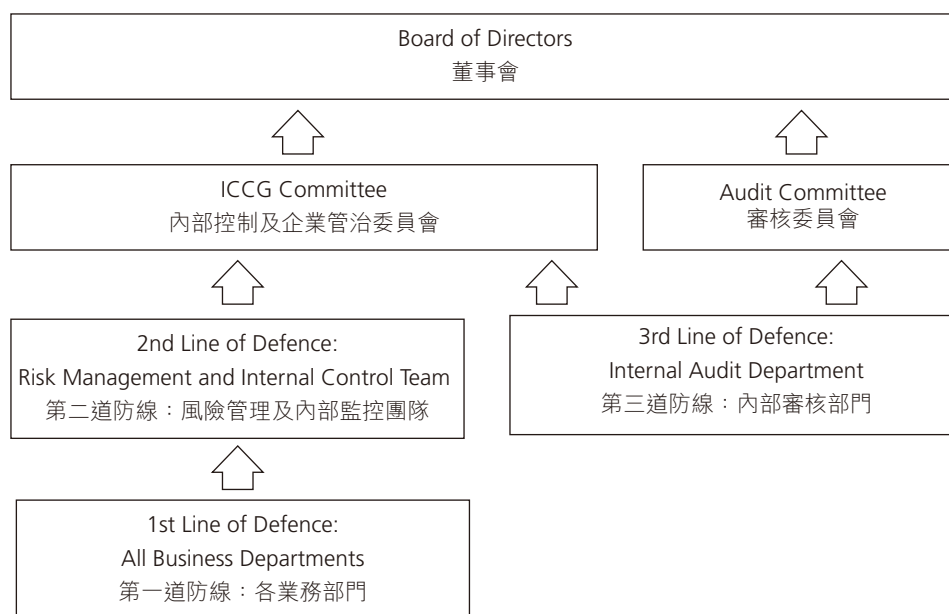 Board of Directors
董事會
ICCG Committee
內部控制及企業管治委員會
Audit Committee
審核委員會
2nd Line of Defence:
Risk Management and Internal Control Team
第二道防線：風險管理及內部監控團隊
3rd Line of Defence:
Internal Audit Department
第三道防線：內部審核部門
1st Line of Defence:
All Business Departments
第一道防線：各業務部門